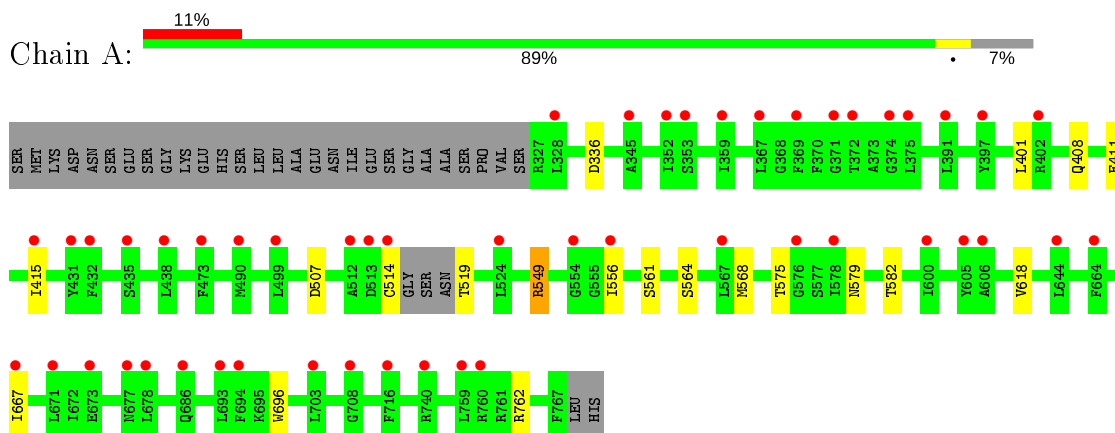 11%
Chain A:
89% • 7%
SER MET LYS ASP ASN SER GLU SER GLY LYS GLU HIS SER LEU LEU ALA GLU ASN ILE GLU SER GLY ALA ALA SER PRO VAL SER R327 L328 D336 A345 I352 S353 I359 L367 G368 F369 F370 G371 T372 A373 G374 L375 L391 Y397 L401 R402 Q408 E411
I415 Y431 F432 S435 L438 F473 M490 L499 D507 A512 D513 C514 GLY SER ASN T519 L524 R549 G554 G555 I556 S561 S564 L567 M568 T575 G576 S577 I578 N579 T582 I600 Y605 A606 V618 L644 F664
I667 L671 I672 E673 N677 L678 Q686 L693 F694 K695 W696 L703 G708 F716 R740 L759 R760 R761 R762 F767 LEU HIS